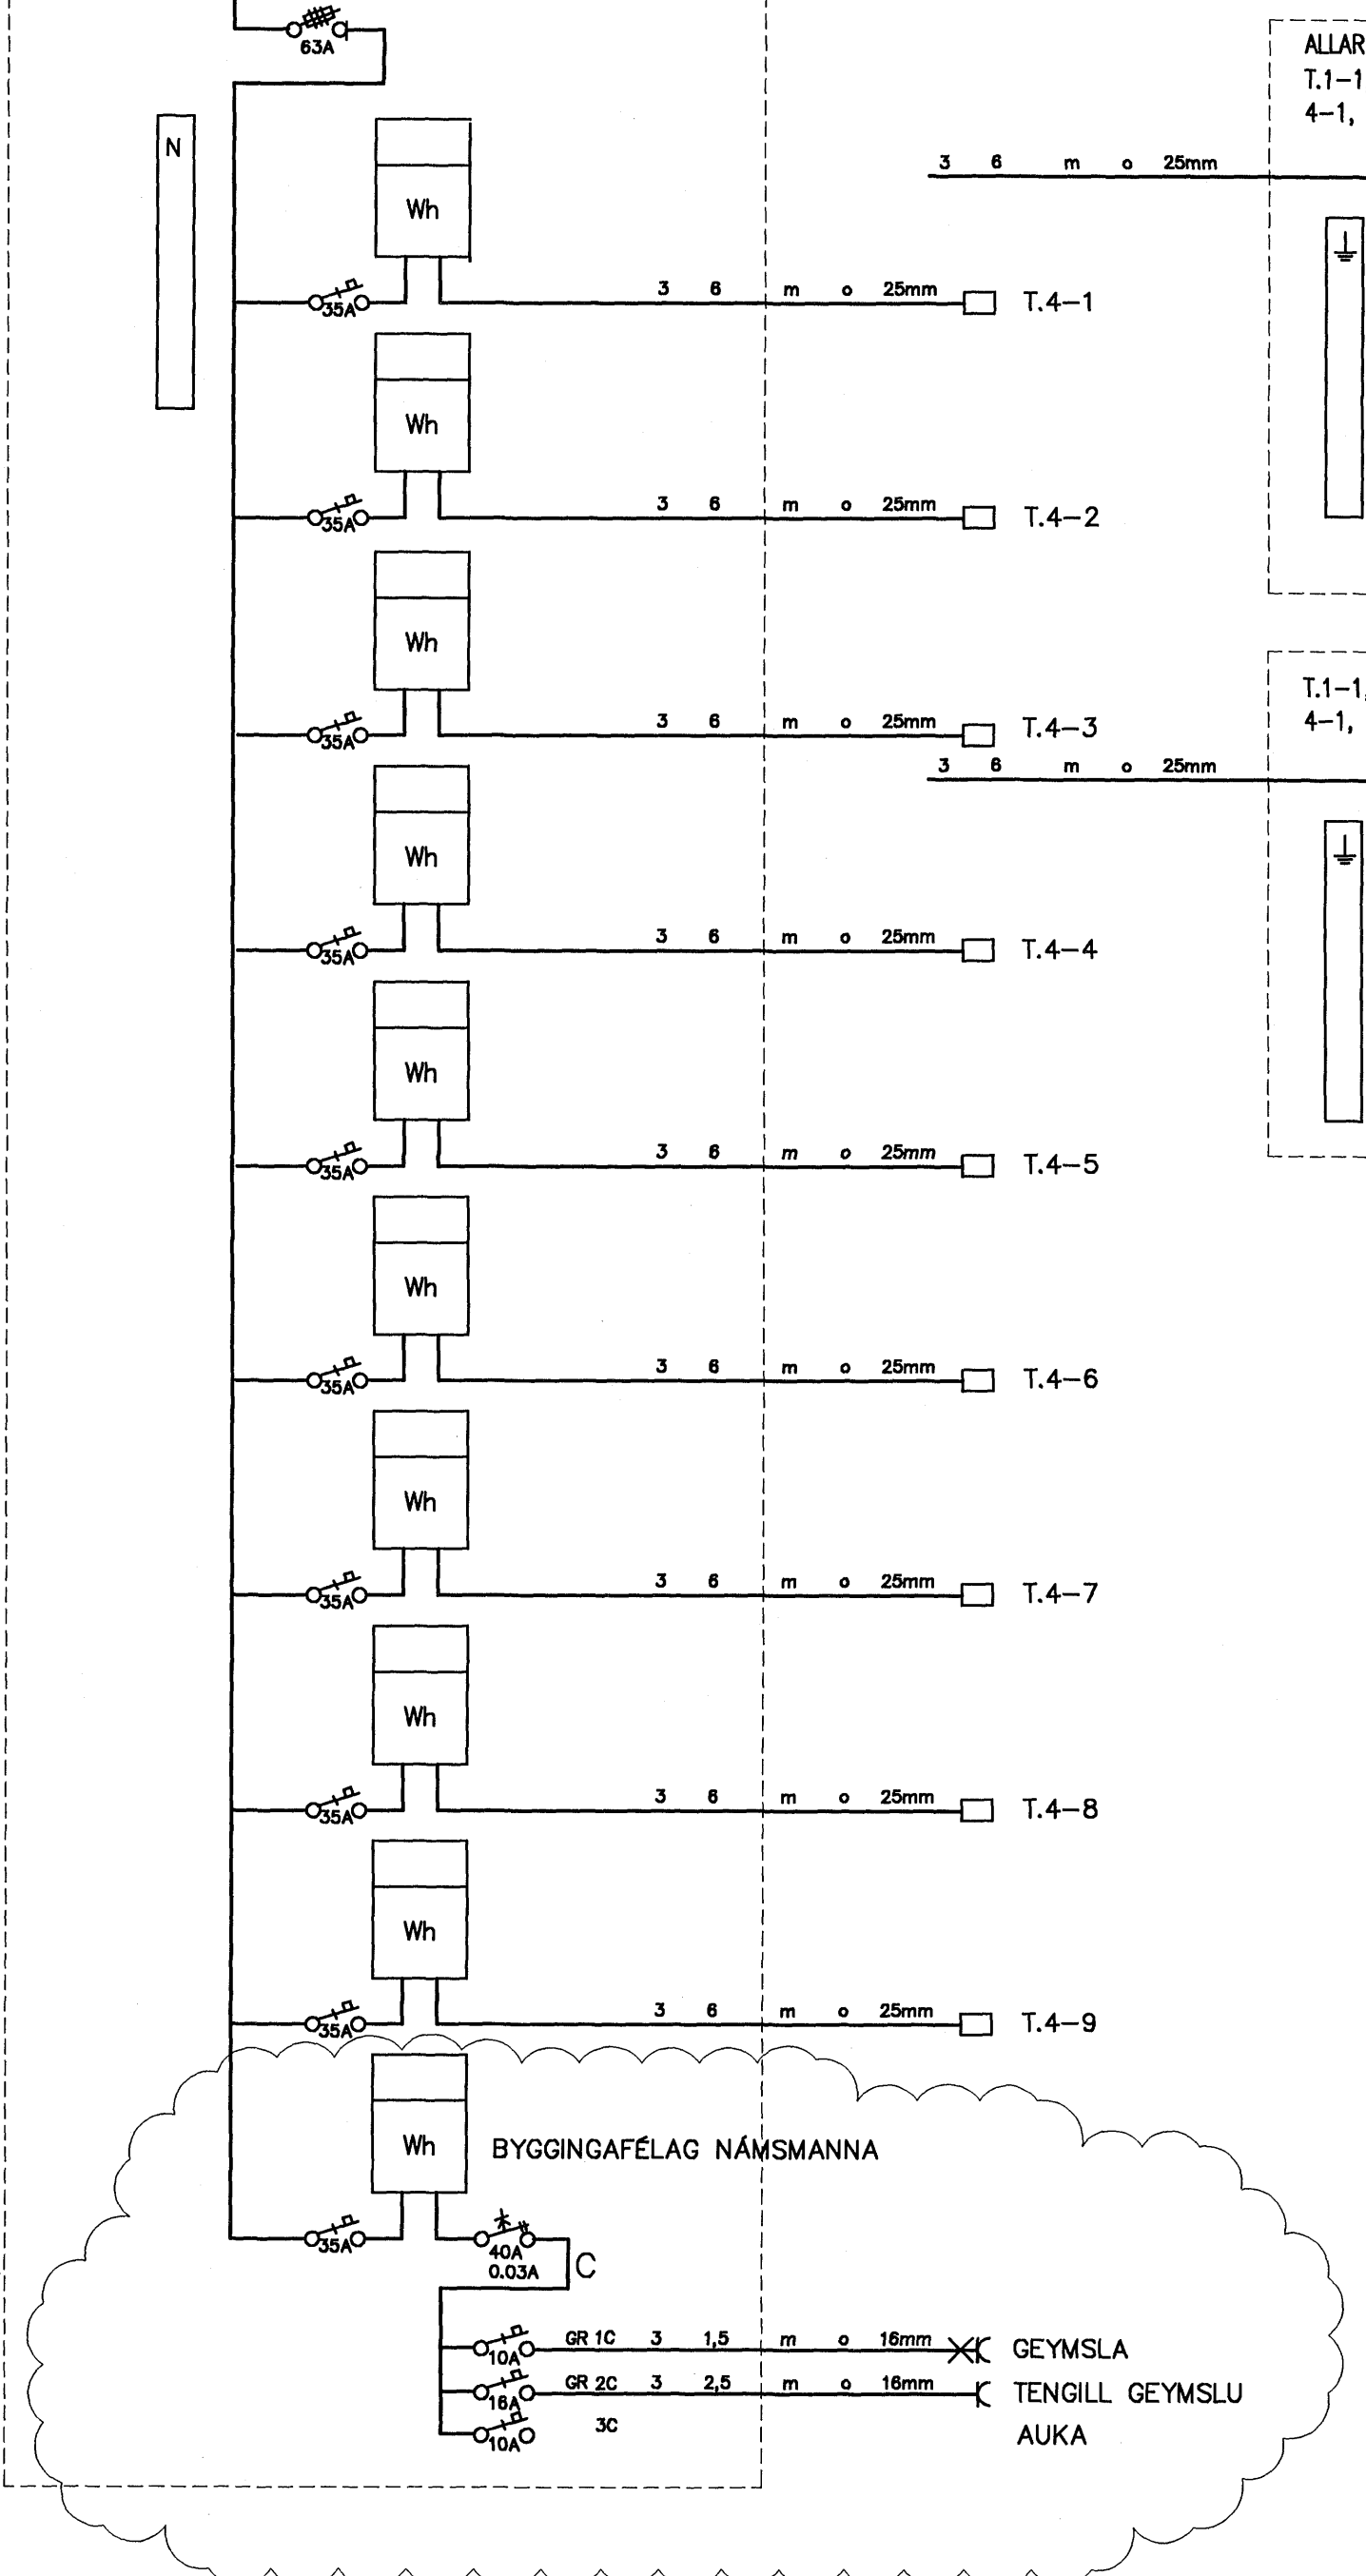 63A
N
Wh
35A 3 6 m o 25mm T.4-1
Wh
35A 3 6 m o 25mm T.4-2
Wh
35A 3 6 m o 25mm T.4-3
Wh
35A 3 6 m o 25mm T.4-4
Wh
35A 3 6 m o 25mm T.4-5
Wh
35A 3 6 m o 25mm T.4-6
Wh
35A 3 6 m o 25mm T.4-7
Wh
35A 3 6 m o 25mm T.4-8
Wh
35A 3 6 m o 25mm T.4-9
Wh BYGGINGAFÉLAG NÁMSMANNA
35A 40A
0.03A C
10A GR 1C 3 1,5 m o 16mm GEYMSLA
16A GR 2C 3 2,5 m o 16mm TENGILL GEYMSLU
10A 3C AUKA
ALLAR
T.1-1
4-1,
3 6 m o 25mm
T.1-1,
4-1,
3 6 m o 25mm